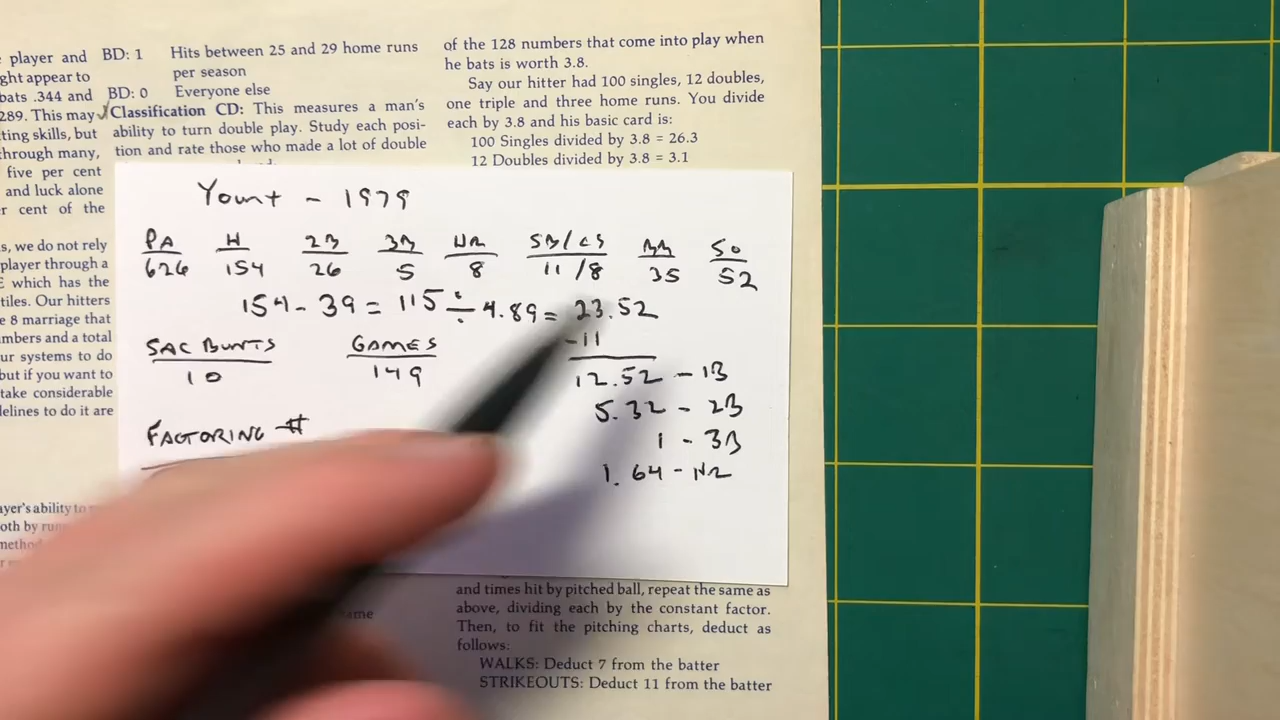 player and
ght appear to
bats .344 and
289. This may
ting skills, but
through many,
five per cent
and luck alone
r cent of the
s, we do not rely
player through a
E which has the
tiles. Our hitters
e 8 marriage that
mbers and a total
ur systems to do
but if you want to
take considerable
delines to do it are
ayer's ability to
oth by run
method
BD: 1 Hits between 25 and 29 home runs
per season
BD: 0 Everyone else
Classification CD: This measures a man's
ability to turn double play. Study each posi-
tion and rate those who made a lot of double
of the 128 numbers that come into play when
he bats is worth 3.8.
Say our hitter had 100 singles, 12 doubles,
one triple and three home runs. You divide
each by 3.8 and his basic card is:
100 Singles divided by 3.8 = 26.3
12 Doubles divided by 3.8 = 3.1
Yount - 1979
PA H 2B 3B HR SB/CS BB SO
626 154 26 5 8 11/8 35 52
154 - 39 = 115 ÷ 4.89 = 23.52
-11
SAC BUNTS GAMES 12.52 - 1B
10 149 5.32 - 2B
FACTORING # 1 - 3B
1.64 - HR
and times hit by pitched ball, repeat the same as
above, dividing each by the constant factor.
Then, to fit the pitching charts, deduct as
follows:
WALKS: Deduct 7 from the batter
STRIKEOUTS: Deduct 11 from the batter